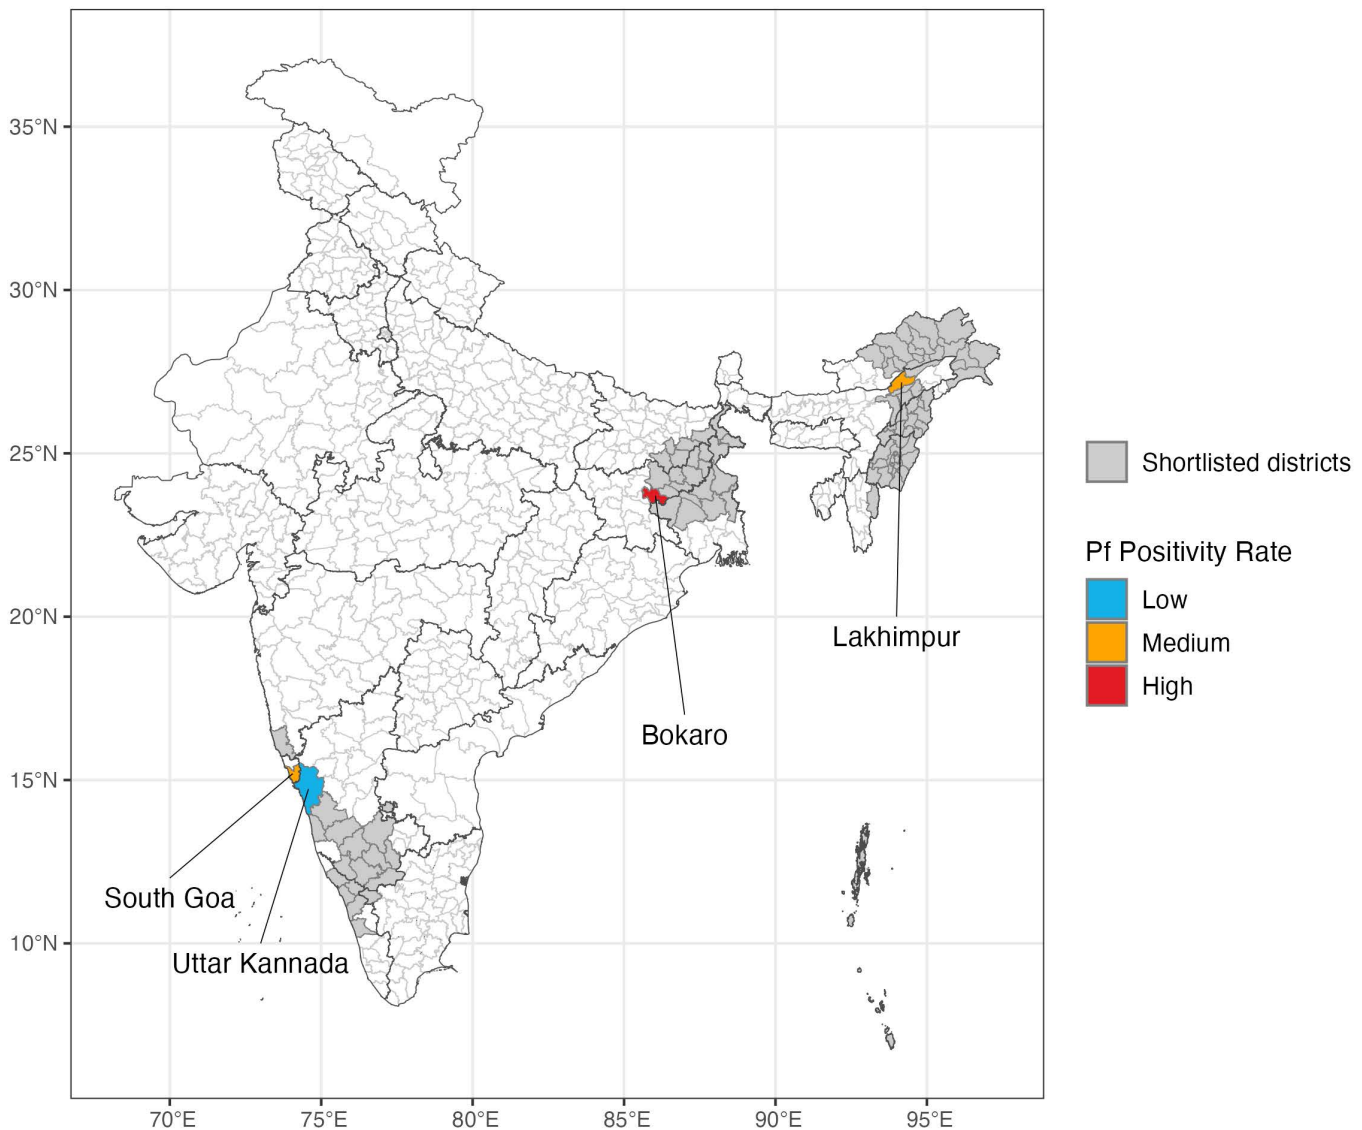 35°N
30°N
25°N
20°N
15°N
10°N
70°E
75°E
80°E
85°E
90°E
95°E
Lakhimpur
Bokaro
South Goa
Uttar Kannada
Shortlisted districts
Pf Positivity Rate
Low
Medium
High